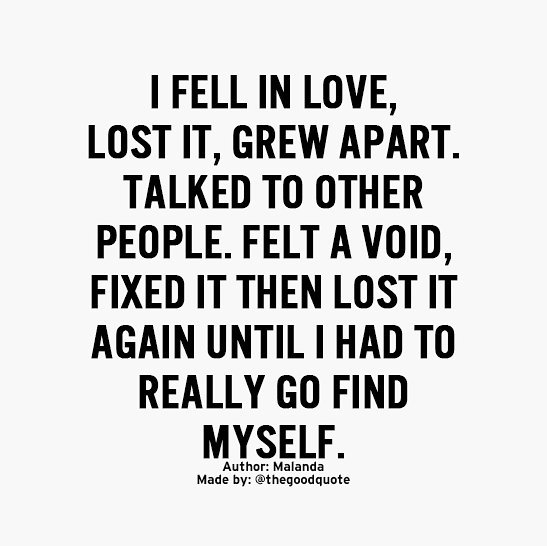 I FELL IN LOVE,
LOST IT, GREW APART.
TALKED TO OTHER
PEOPLE. FELT A VOID,
FIXED IT THEN LOST IT
AGAIN UNTIL I HAD TO
REALLY GO FIND
MYSELF.
Author: Malanda
Made by: @thegoodquote